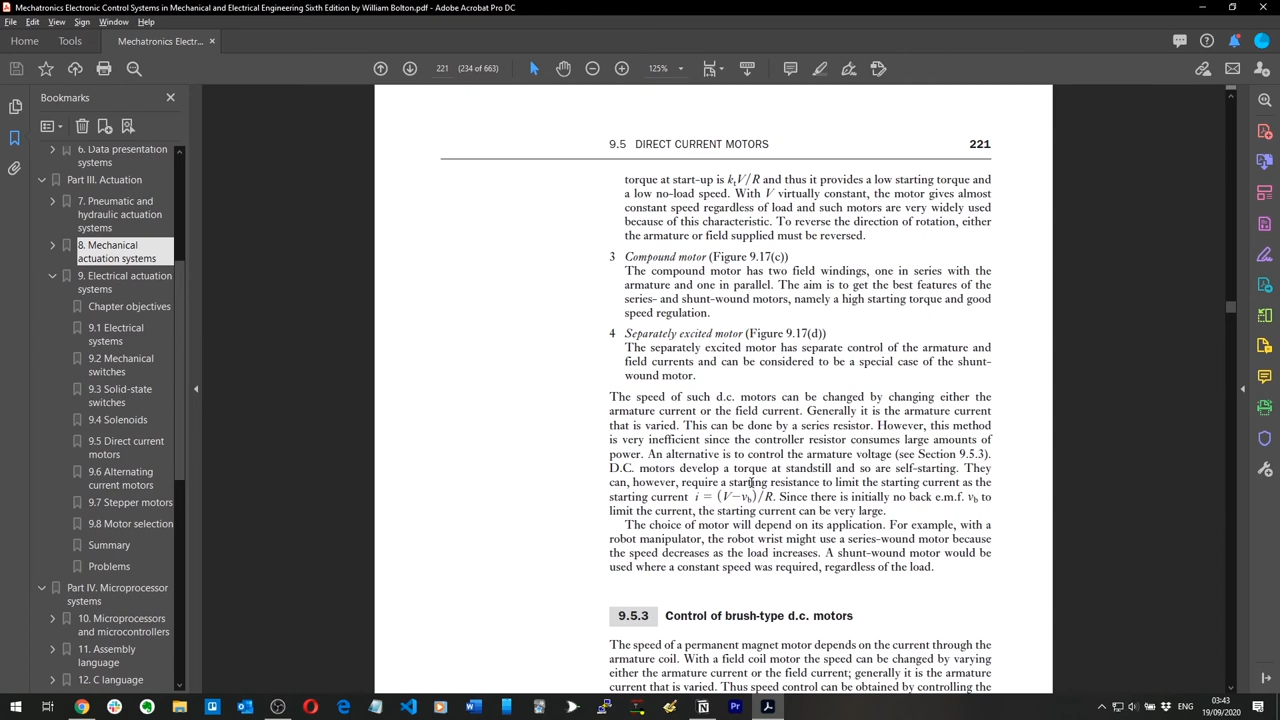 Mechatronics Electronic Control Systems in Mechanical and Electrical Engineering Sixth Edition by William Bolton.pdf - Adobe Acrobat Pro DC
File Edit View Sign Window Help
Home Tools Mechatronics Electr... ×
221 (234 of 663) 125%
Bookmarks
6. Data presentation
systems
Part III. Actuation
7. Pneumatic and
hydraulic actuation
systems
8. Mechanical
actuation systems
9. Electrical actuation
systems
Chapter objectives
9.1 Electrical
systems
9.2 Mechanical
switches
9.3 Solid-state
switches
9.4 Solenoids
9.5 Direct current
motors
9.6 Alternating
current motors
9.7 Stepper motors
9.8 Motor selection
Summary
Problems
Part IV. Microprocessor
systems
10. Microprocessors
and microcontrollers
11. Assembly
language
12. C language
9.5 DIRECT CURRENT MOTORS 221
torque at start-up is kₜV/R and thus it provides a low starting torque and
a low no-load speed. With V virtually constant, the motor gives almost
constant speed regardless of load and such motors are very widely used
because of this characteristic. To reverse the direction of rotation, either
the armature or field supplied must be reversed.
3 Compound motor (Figure 9.17(c))
The compound motor has two field windings, one in series with the
armature and one in parallel. The aim is to get the best features of the
series- and shunt-wound motors, namely a high starting torque and good
speed regulation.
4 Separately excited motor (Figure 9.17(d))
The separately excited motor has separate control of the armature and
field currents and can be considered to be a special case of the shunt-
wound motor.
The speed of such d.c. motors can be changed by changing either the
armature current or the field current. Generally it is the armature current
that is varied. This can be done by a series resistor. However, this method
is very inefficient since the controller resistor consumes large amounts of
power. An alternative is to control the armature voltage (see Section 9.5.3).
D.C. motors develop a torque at standstill and so are self-starting. They
can, however, require a starting resistance to limit the starting current as the
starting current i = (V−vb)/R. Since there is initially no back e.m.f. vb to
limit the current, the starting current can be very large.
The choice of motor will depend on its application. For example, with a
robot manipulator, the robot wrist might use a series-wound motor because
the speed decreases as the load increases. A shunt-wound motor would be
used where a constant speed was required, regardless of the load.
9.5.3 Control of brush-type d.c. motors
The speed of a permanent magnet motor depends on the current through the
armature coil. With a field coil motor the speed can be changed by varying
either the armature current or the field current; generally it is the armature
current that is varied. Thus speed control can be obtained by controlling the
ENG
03:43
19/09/2020